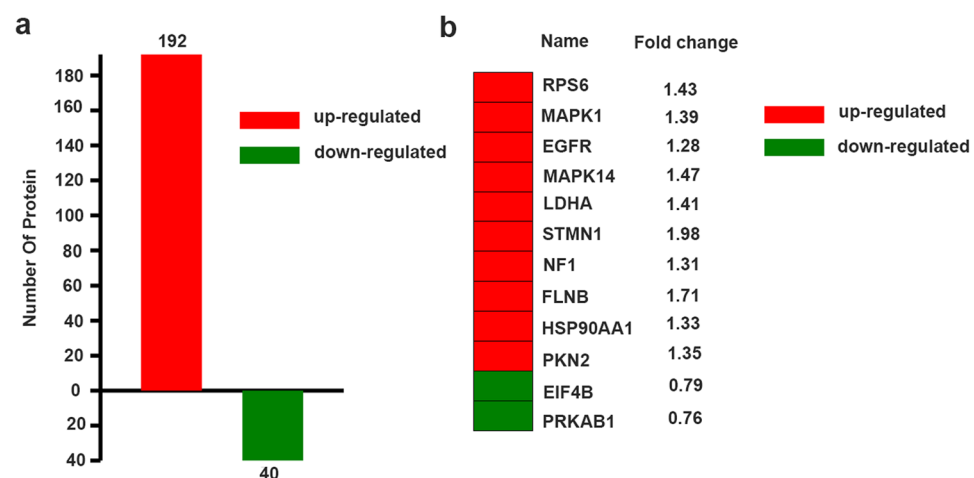 a
192
180
160
140
120
100
80
60
40
20
0
20
40
Number Of Protein
up-regulated
down-regulated
40
b
Name Fold change
RPS6 1.43
MAPK1 1.39
EGFR 1.28
MAPK14 1.47
LDHA 1.41
STMN1 1.98
NF1 1.31
FLNB 1.71
HSP90AA1 1.33
PKN2 1.35
EIF4B 0.79
PRKAB1 0.76
up-regulated
down-regulated